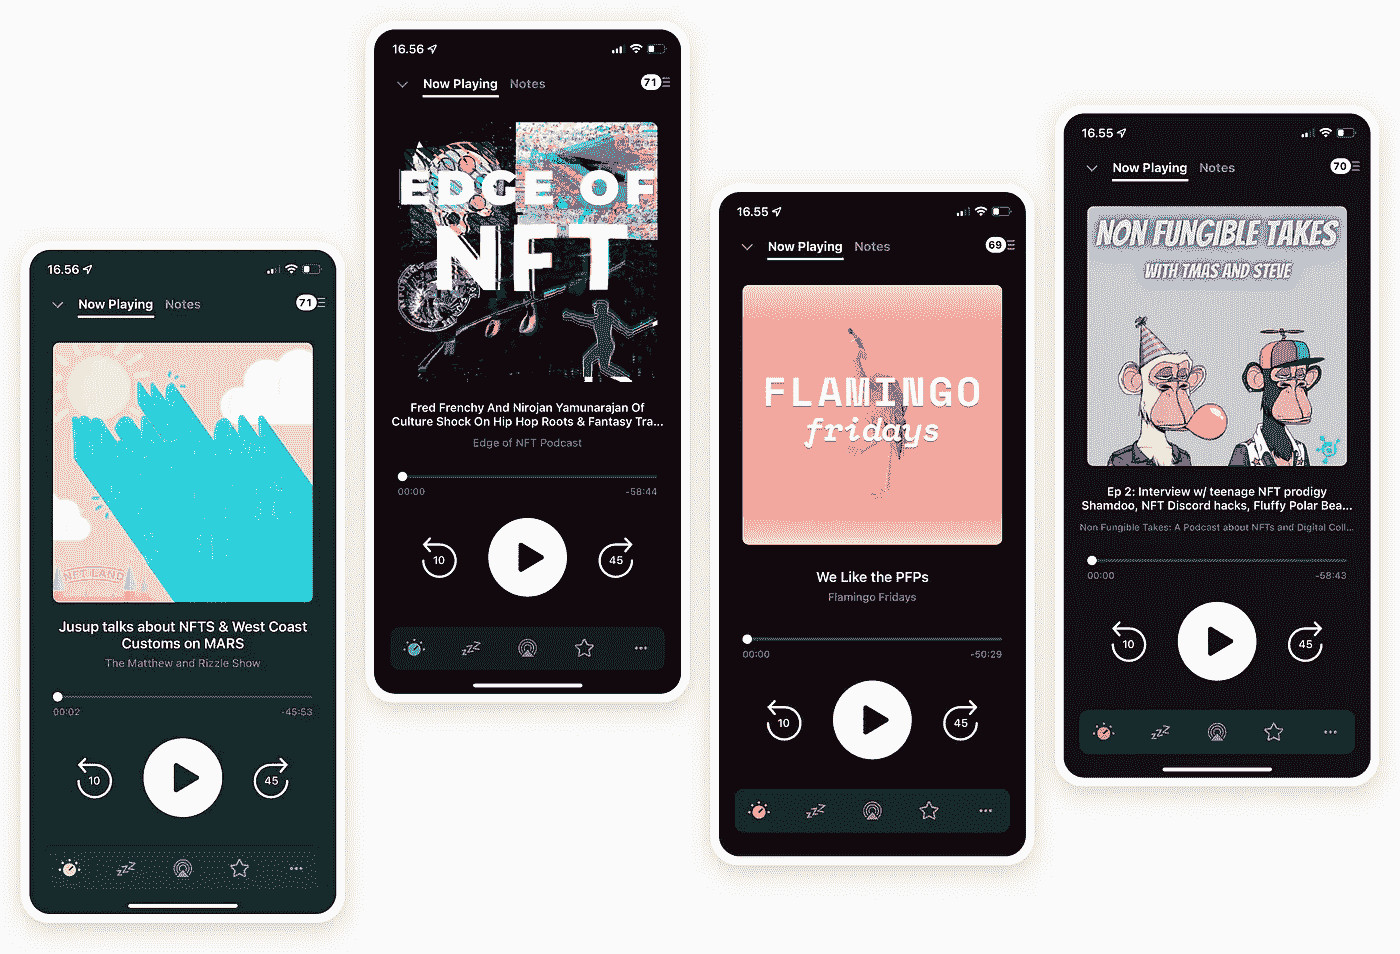 16.56
Now Playing
Notes
71
NFT LAND
Jusup talks about NFTS & West Coast
Customs on MARS
The Matthew and Rizzle Show
00:02
-45:53
10
45
zzz
16.56
Now Playing
Notes
71
EDGE OF
NFT
Fred Frenchy And Nirojan Yamunarajan Of
Culture Shock On Hip Hop Roots & Fantasy Tra...
Edge of NFT Podcast
00:00
-58:44
10
45
zzz
16.55
Now Playing
Notes
69
FLAMINGO
fridays
We Like the PFPs
Flamingo Fridays
00:00
-50:29
10
45
zzz
16.55
Now Playing
Notes
70
NON FUNGIBLE TAKES
WITH TMAS AND STEVE
Ep 2: Interview w/ teenage NFT prodigy
Shamdoo, NFT Discord hacks, Fluffy Polar Bea...
Non Fungible Takes: A Podcast about NFTs and Digital Coll...
00:00
-58:43
10
45
zzz